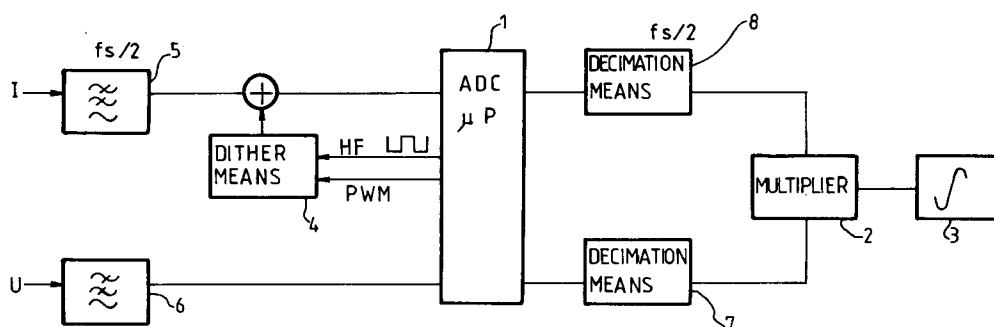 fs/2
5
I
1
ADC
μP
fs/2
8
DECIMATION
MEANS
+
DITHER
MEANS
HF
PWM
4
MULTIPLIER
2
∫
3
U
6
DECIMATION
MEANS
7